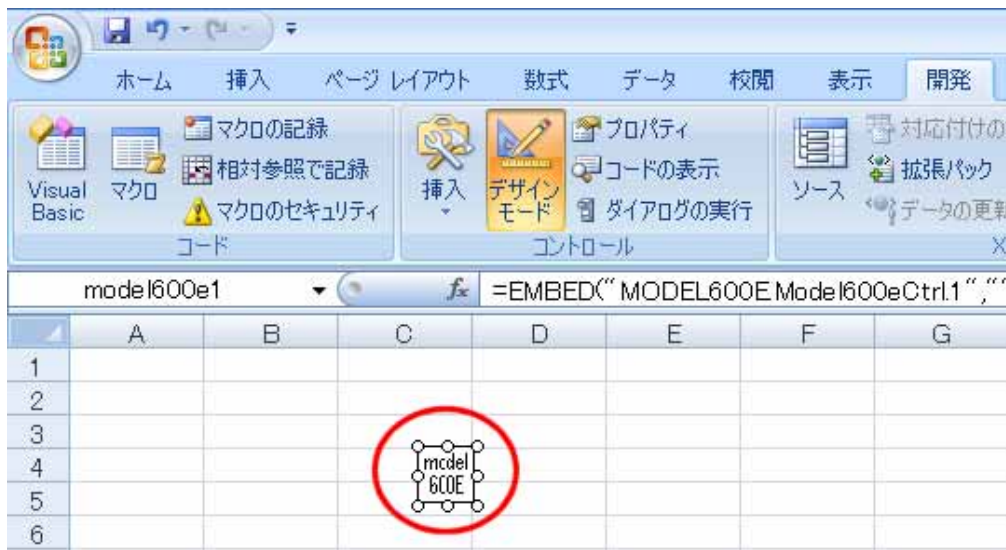 ホーム 挿入 ページ レイアウト 数式 データ 校閲 表示 開発
マクロの記録
相対参照で記録
マクロのセキュリティ
Visual Basic
マクロ
コード
挿入
デザイン モード
プロパティ
コードの表示
ダイアログの実行
コントロール
ソース
対応付けの
拡張パック
データの更新
X
model600e1 fx =EMBED("MODEL600E.Model600eCtrl.1","
A B C D E F G
1
2
3
4
5
6
model
600E